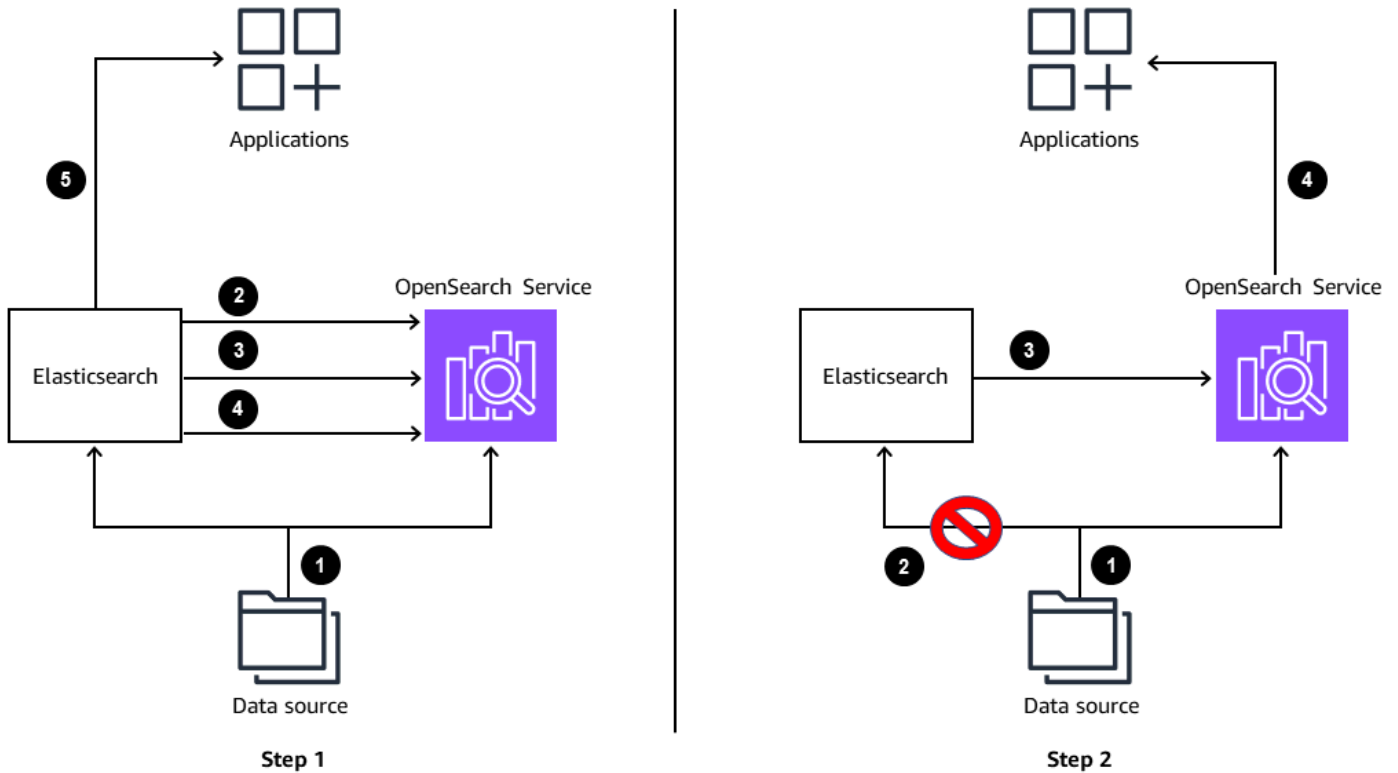 Applications
5
OpenSearch Service
2
3
4
Elasticsearch
1
Data source
Step 1
Applications
4
OpenSearch Service
3
Elasticsearch
2
1
Data source
Step 2